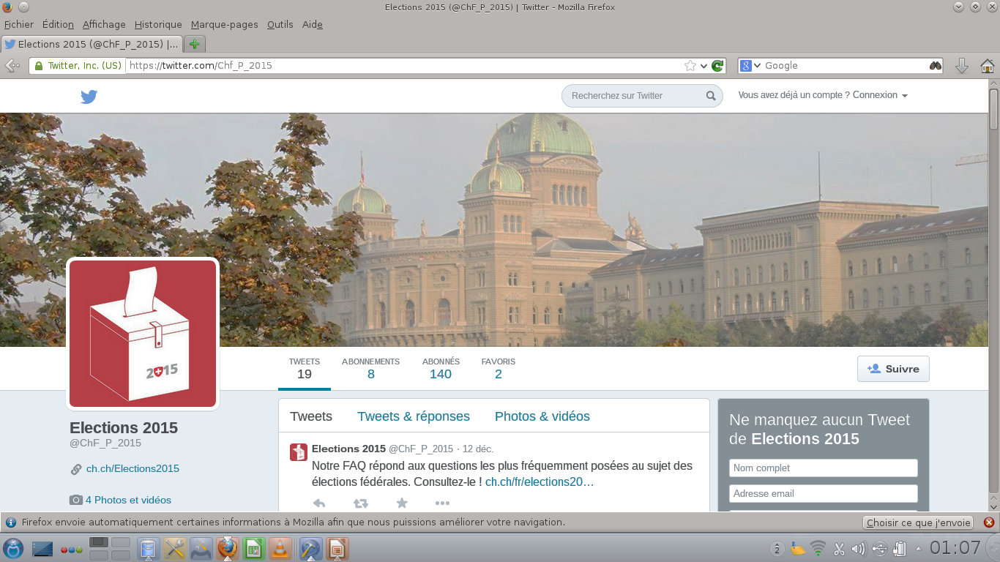 Elections 2015 (@ChF_P_2015) | Twitter - Mozilla Firefox
Fichier Édition Affichage Historique Marque-pages Outils Aide
Elections 2015 (@ChF_P_2015) |...
Twitter, Inc. (US) https://twitter.com/Chf_P_2015 Google
Recherchez sur Twitter Vous avez déjà un compte ? Connexion
2015
TWEETS ABONNEMENTS ABONNÉS FAVORIS
19 8 140 2
Suivre
Elections 2015
@ChF_P_2015
ch.ch/Elections2015
4 Photos et vidéos
Tweets Tweets & réponses Photos & vidéos
Elections 2015 @ChF_P_2015 · 12 déc.
Notre FAQ répond aux questions les plus fréquemment posées au sujet des
élections fédérales. Consultez-le ! ch.ch/fr/elections20…
Ne manquez aucun Tweet
de Elections 2015
Nom complet
Adresse email
Firefox envoie automatiquement certaines informations à Mozilla afin que nous puissions améliorer votre navigation.
Choisir ce que j'envoie
2
01:07